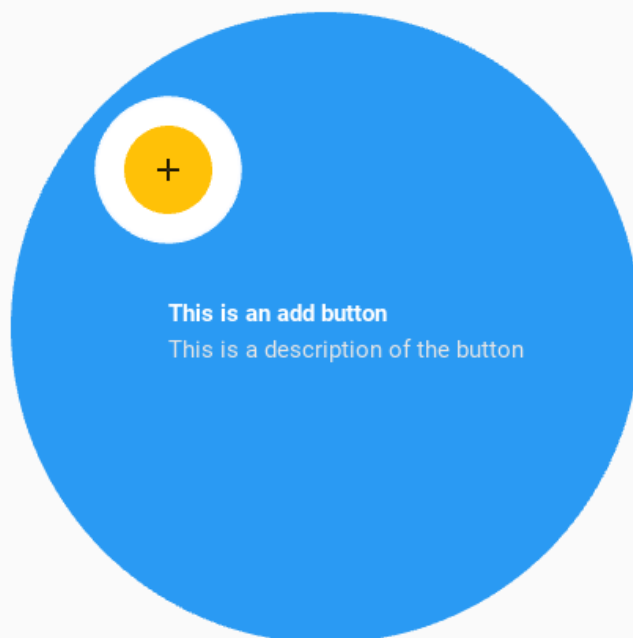 +
This is an add button
This is a description of the button